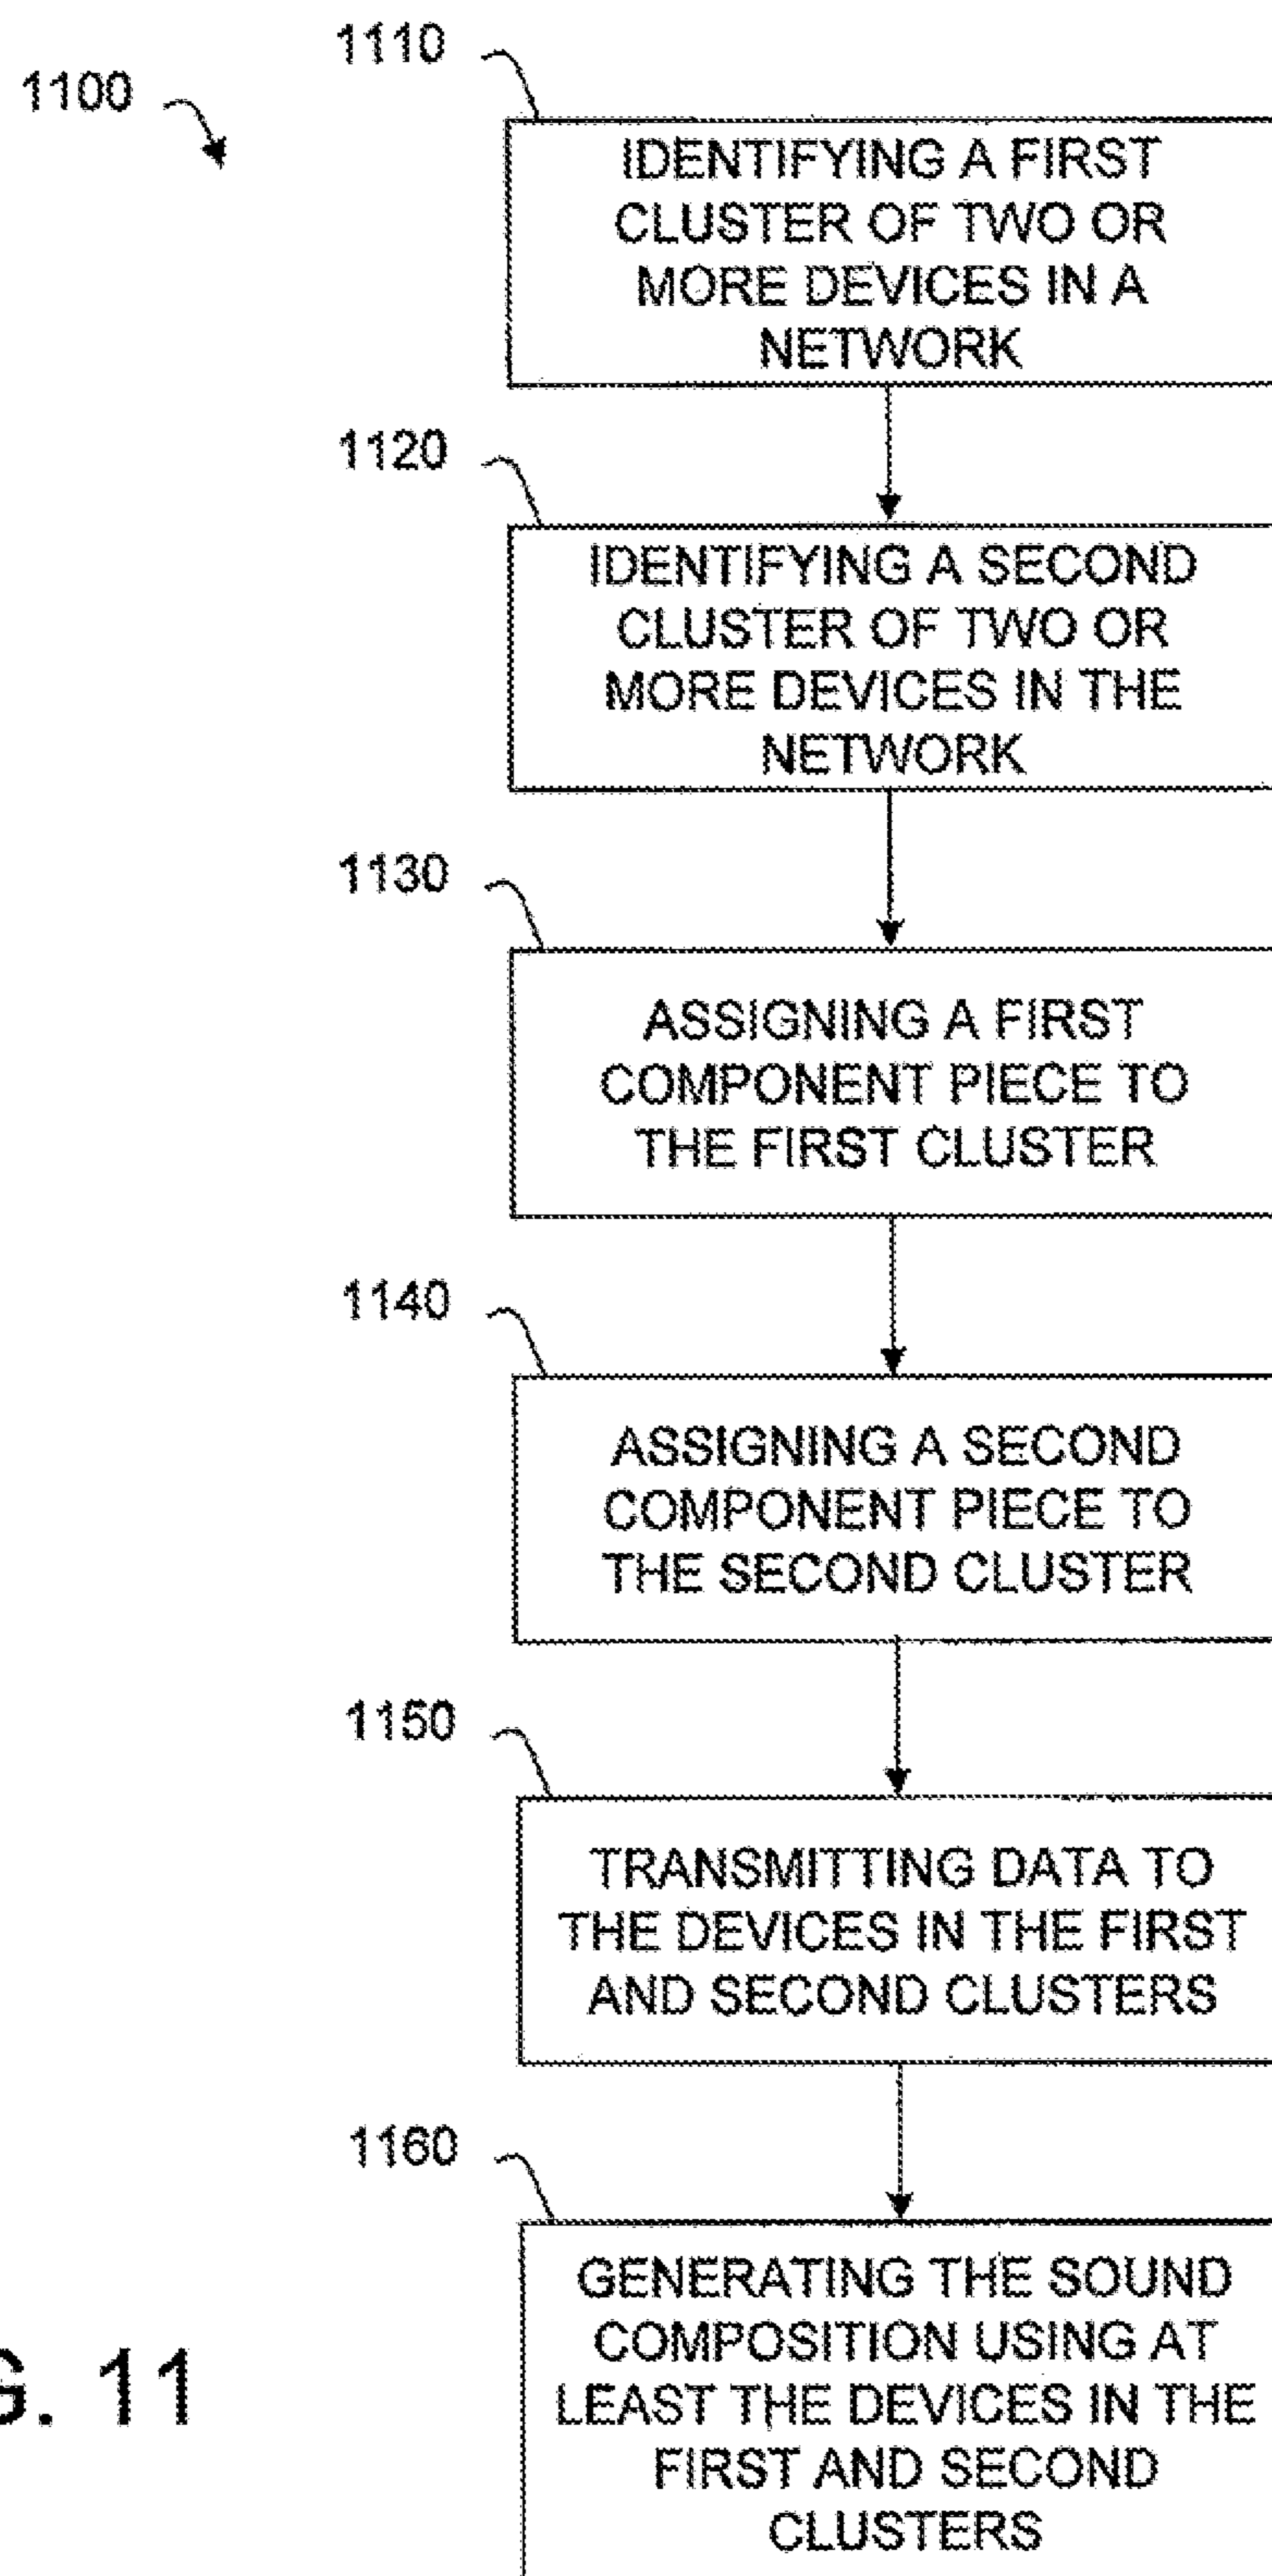 1100
1110
IDENTIFYING A FIRST
CLUSTER OF TWO OR
MORE DEVICES IN A
NETWORK
1120
IDENTIFYING A SECOND
CLUSTER OF TWO OR
MORE DEVICES IN THE
NETWORK
1130
ASSIGNING A FIRST
COMPONENT PIECE TO
THE FIRST CLUSTER
1140
ASSIGNING A SECOND
COMPONENT PIECE TO
THE SECOND CLUSTER
1150
TRANSMITTING DATA TO
THE DEVICES IN THE FIRST
AND SECOND CLUSTERS
1160
GENERATING THE SOUND
COMPOSITION USING AT
LEAST THE DEVICES IN THE
FIRST AND SECOND
CLUSTERS
G. 11